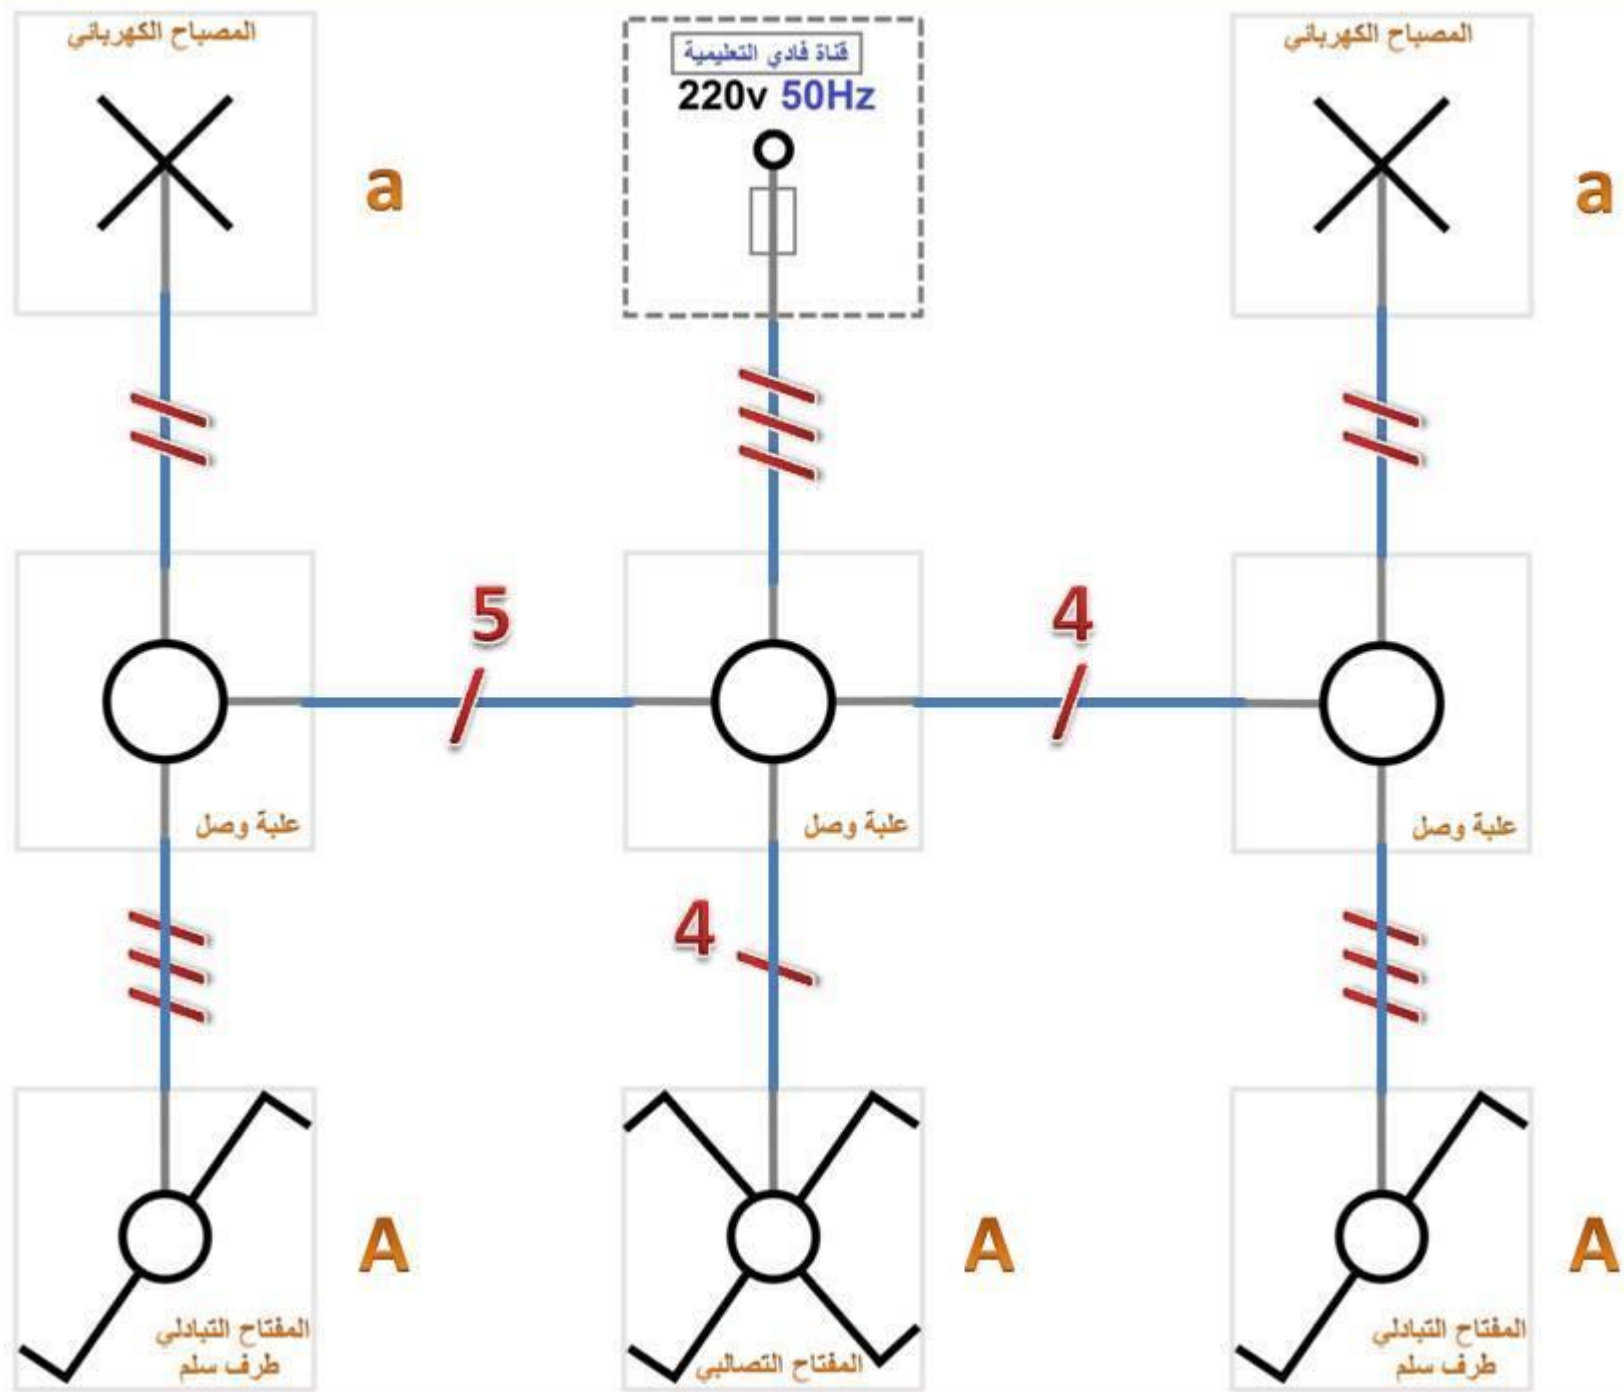 المصباح الكهربائي
قناة فادي التعليمية
المصباح الكهربائي
220v 50Hz
a
a
5
4
علبة وصل
علبة وصل
علبة وصل
4
A
A
A
المفتاح التبادلي
طرف سلم
المفتاح التصالبي
المفتاح التبادلي
طرف سلم